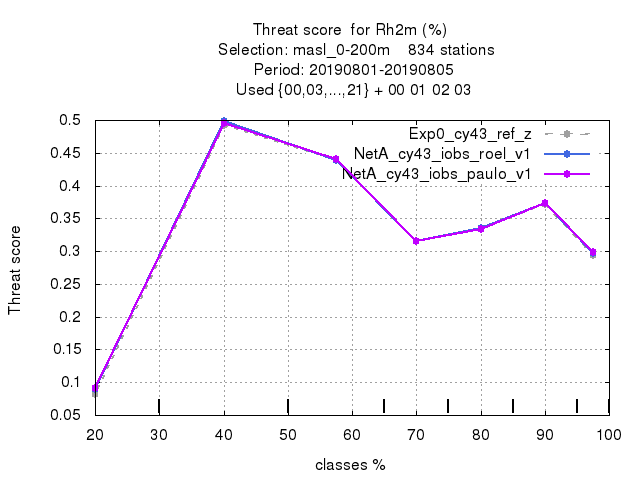 Threat score for Rh2m (%)
Selection: masl_0-200m 834 stations
Period: 20190801-20190805
Used {00,03,...,21} + 00 01 02 03
Exp0_cy43_ref_z
NetA_cy43_iobs_roel_v1
NetA_cy43_iobs_paulo_v1
Threat score
0.5
0.45
0.4
0.35
0.3
0.25
0.2
0.15
0.1
0.05
20 30 40 50 60 70 80 90 100
classes %